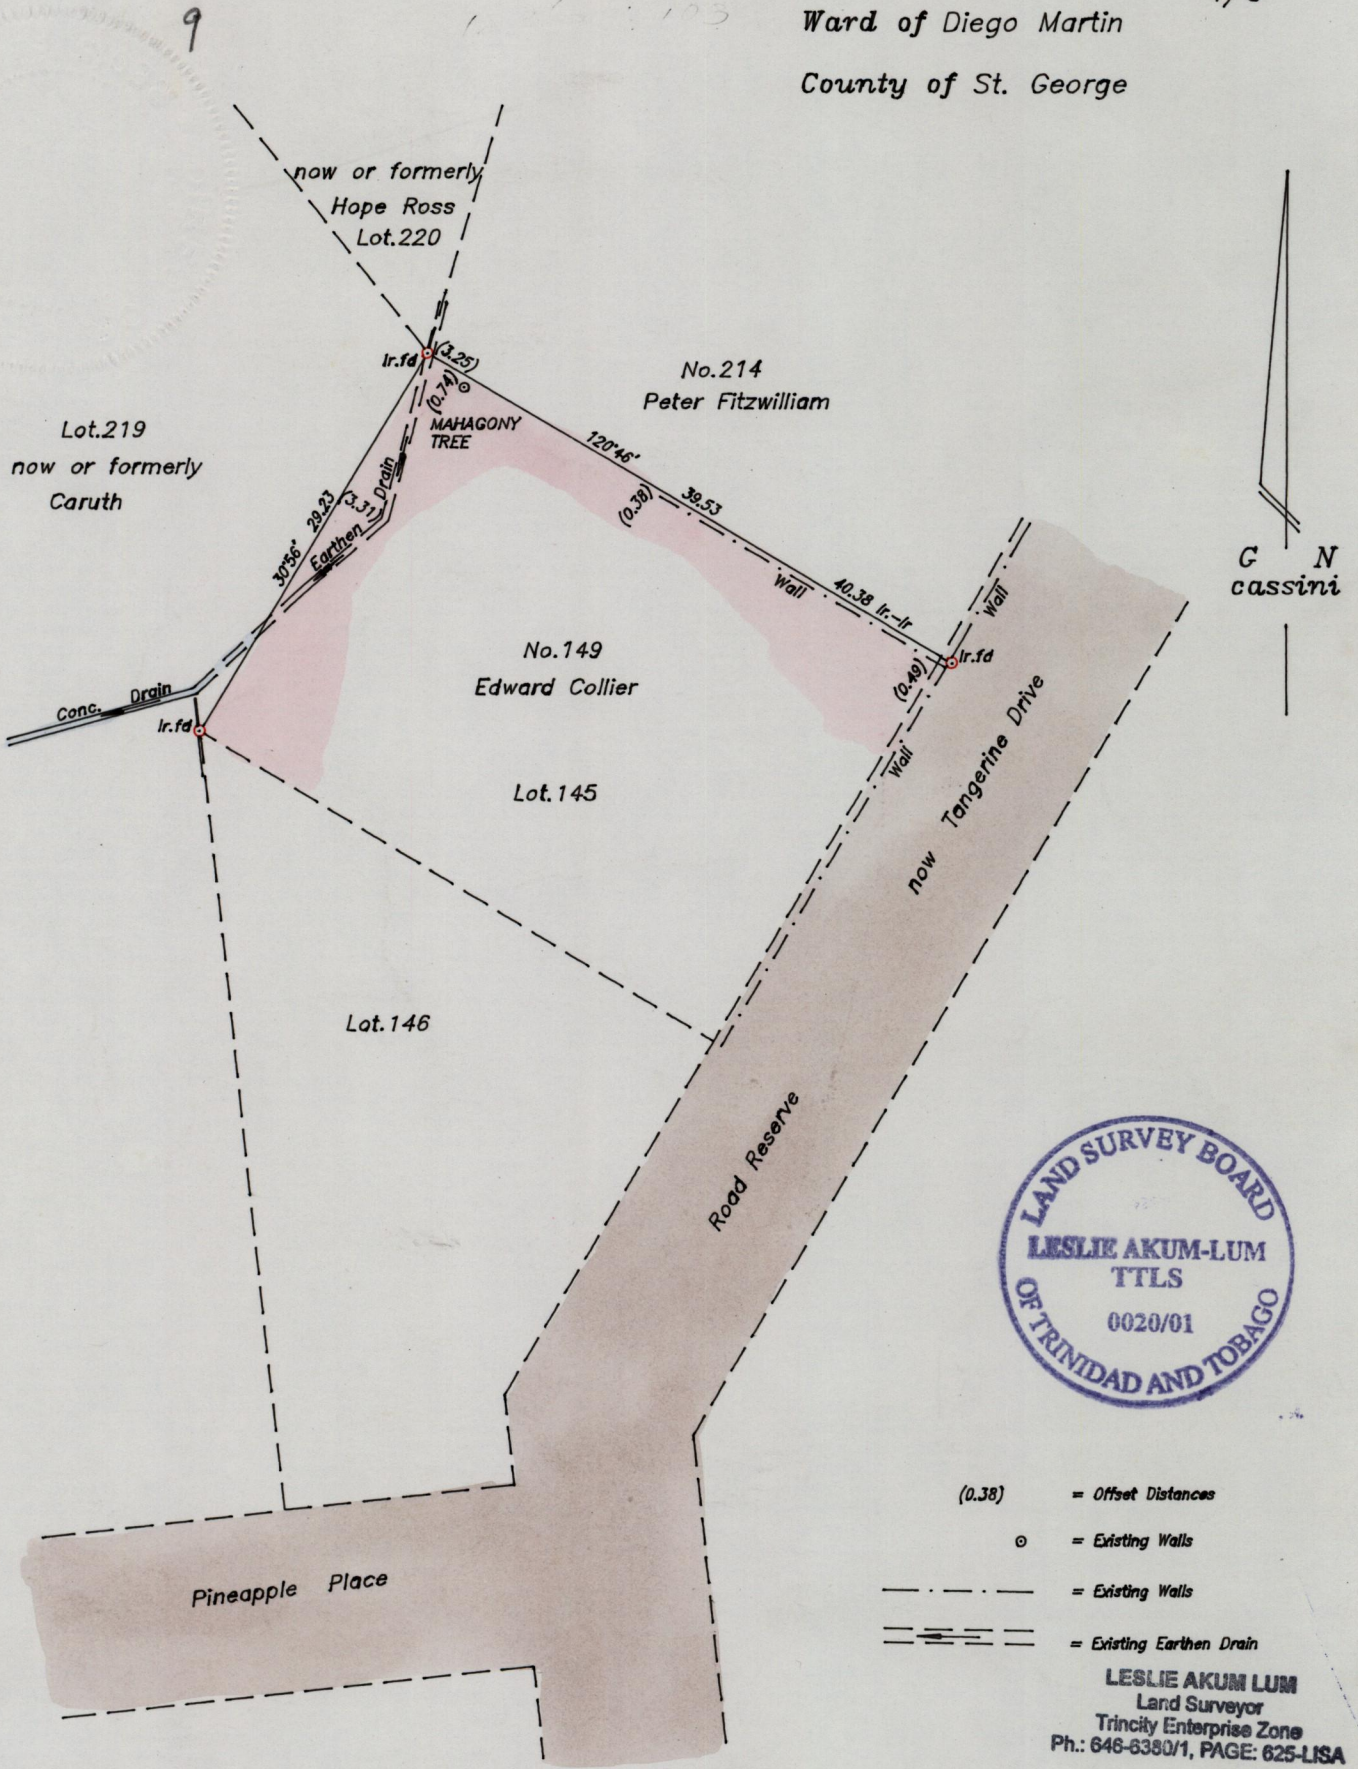 9
Ward of Diego Martin
County of St. George
now or formerly
Hope Ross
Lot.220
Ir.fd
(3.25)
(0.74)
MAHAGONY
TREE
No.214
Peter Fitzwilliam
Lot.219
now or formerly
Caruth
120°46'
39.53
(0.38)
30°56' 29.23
(3.31)
Earthen Drain
Wall
40.38 Ir.-Ir
Wall
Ir.fd
(0.49)
G N
cassini
No.149
Edward Collier
Conc. Drain
Ir.fd
Wall
Lot.145
now Tangerine Drive
Lot.146
Road Reserve
LAND SURVEY BOARD
LESLIE AKUM-LUM
TTLS
0020/01
OF TRINIDAD AND TOBAGO
(0.38) = Offset Distances
= Existing Walls
= Existing Walls
= Existing Earthen Drain
Pineapple Place
LESLIE AKUM LUM
Land Surveyor
Trincity Enterprise Zone
Ph.: 646-6380/1, PAGE: 625-LISA